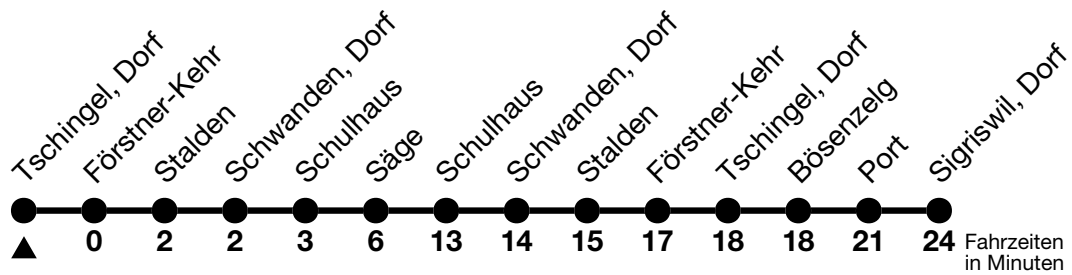 Tschingel, Dorf
Förstner-Kehr
Stalden
Schwanden, Dorf
Schulhaus
Säge
Schulhaus
Schwanden, Dorf
Stalden
Förstner-Kehr
Tschingel, Dorf
Bösenzelg
Port
Sigriswil, Dorf
0 2 2 3 6 13 14 15 17 18 18 21 24 Fahrzeiten
in Minuten